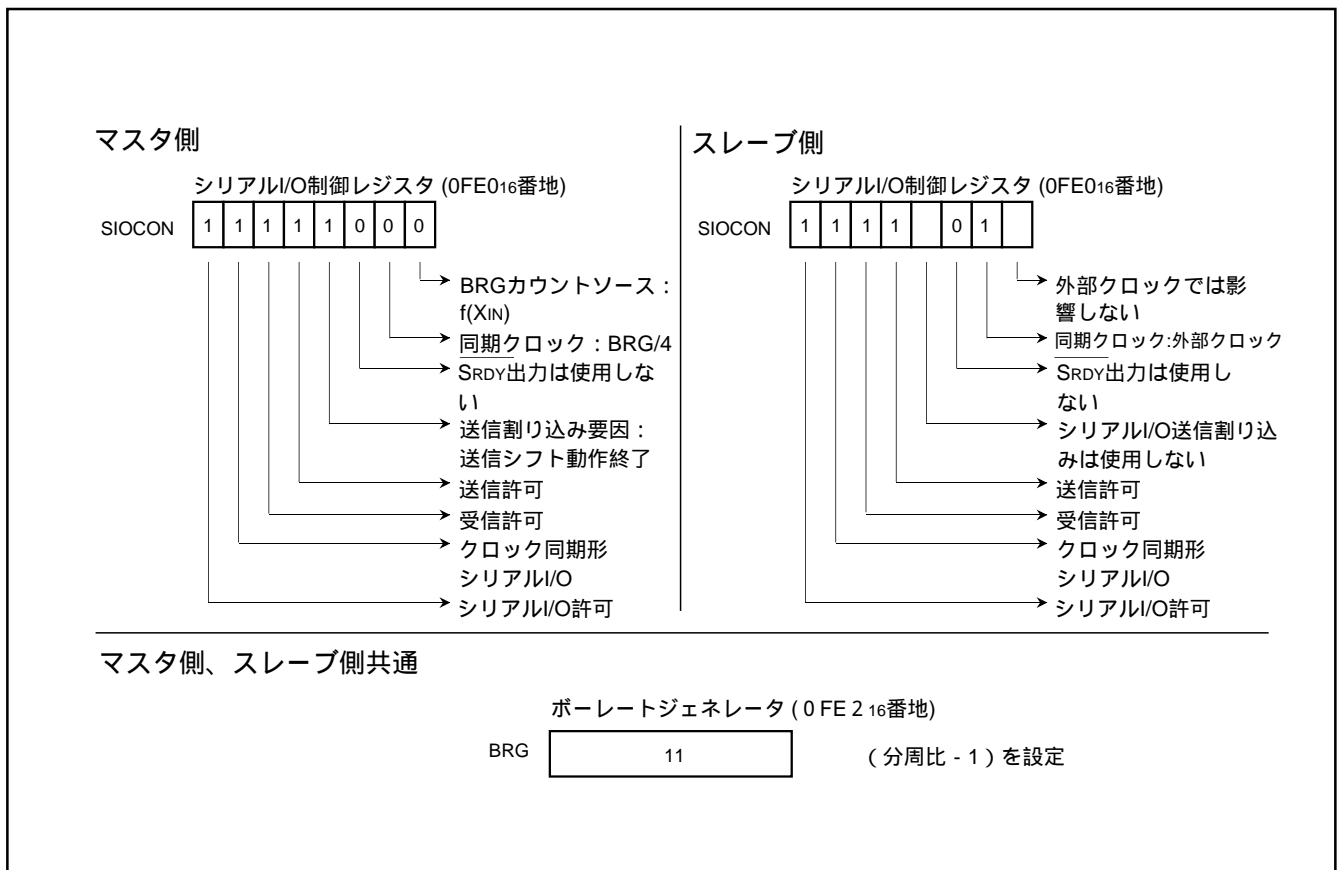 マスタ側
シリアルI/O制御レジスタ (0FE016番地)
SIOCON 1 1 1 1 1 0 0 0
BRGカウントソース：
f(XIN)
同期クロック：BRG/4
SRDY出力は使用しな
い
送信割り込み要因：
送信シフト動作終了
送信許可
受信許可
クロック同期形
シリアルI/O
シリアルI/O許可
スレーブ側
シリアルI/O制御レジスタ (0FE016番地)
SIOCON 1 1 1 1 0 1
外部クロックでは影
響しない
同期クロック:外部クロック
SRDY出力は使用し
ない
シリアルI/O送信割り込
みは使用しない
送信許可
受信許可
クロック同期形
シリアルI/O
シリアルI/O許可
マスタ側、スレーブ側共通
ボーレートジェネレータ ( 0 FE 2 16番地)
BRG 11 （分周比 - 1）を設定